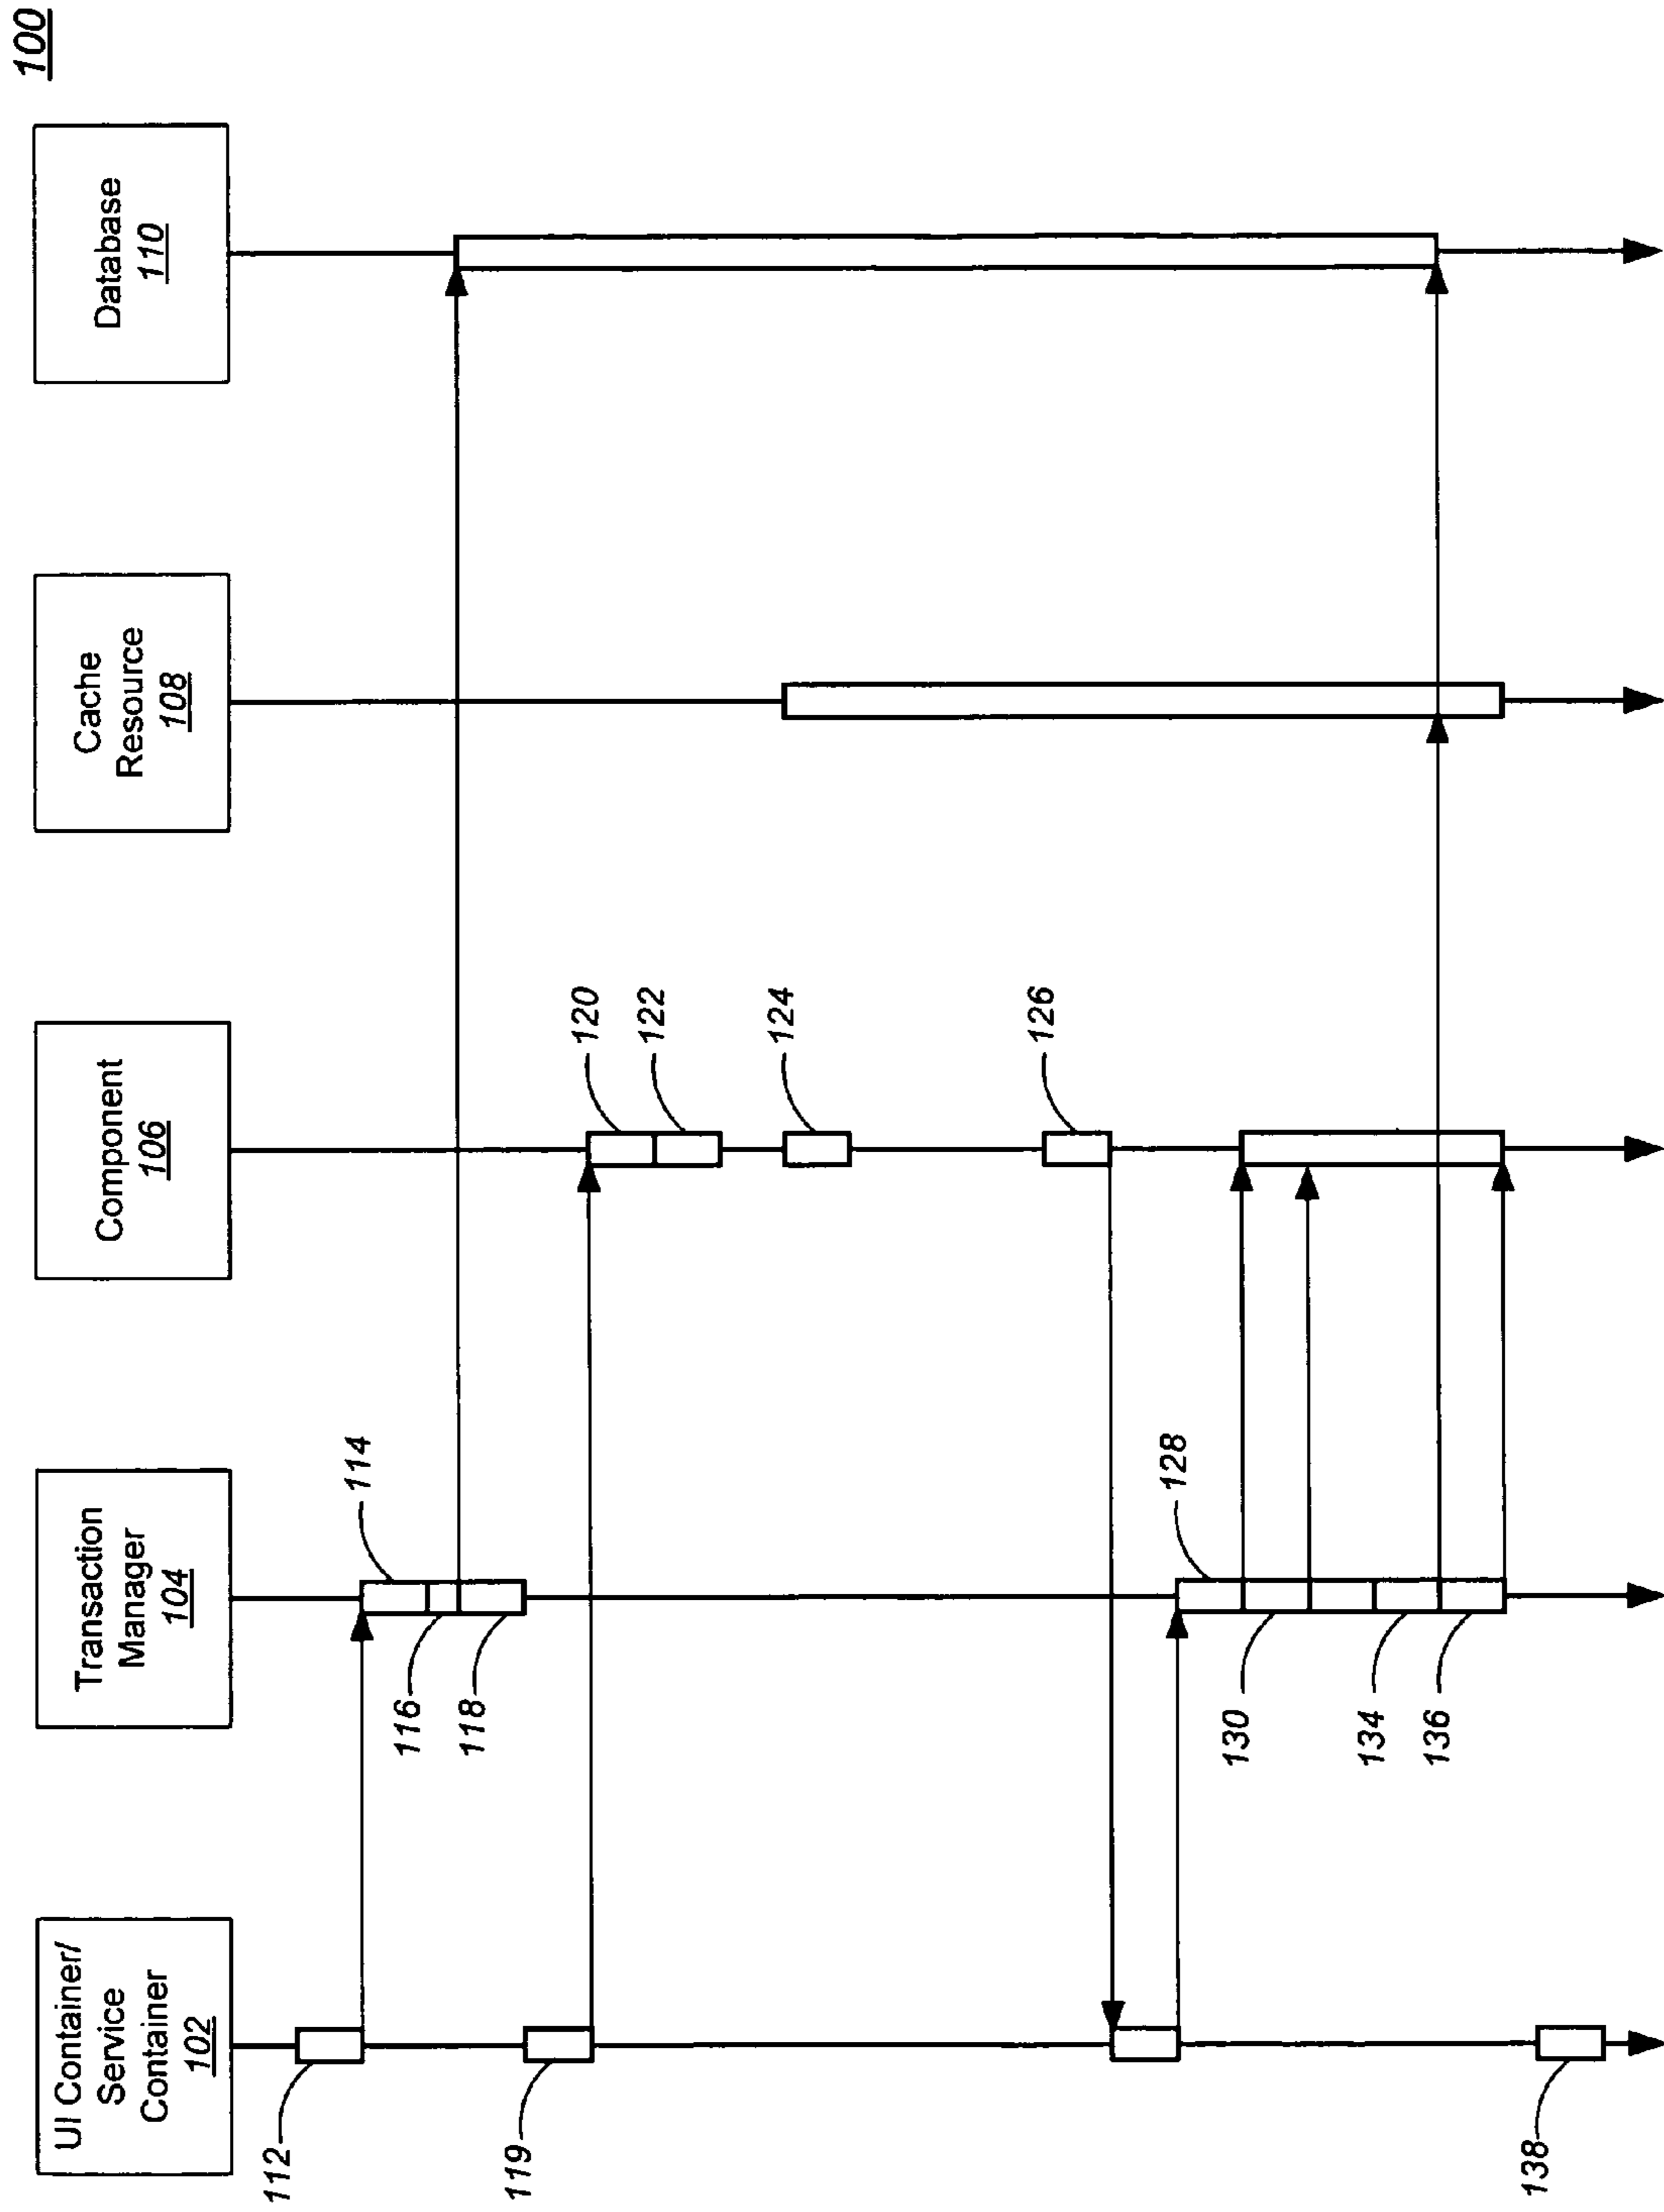 100
UI Container/
Service
Container
102
Transaction
Manager
104
Component
106
Cache
Resource
108
Database
110
112
114
116
118
119
120
122
124
126
128
130
134
136
138